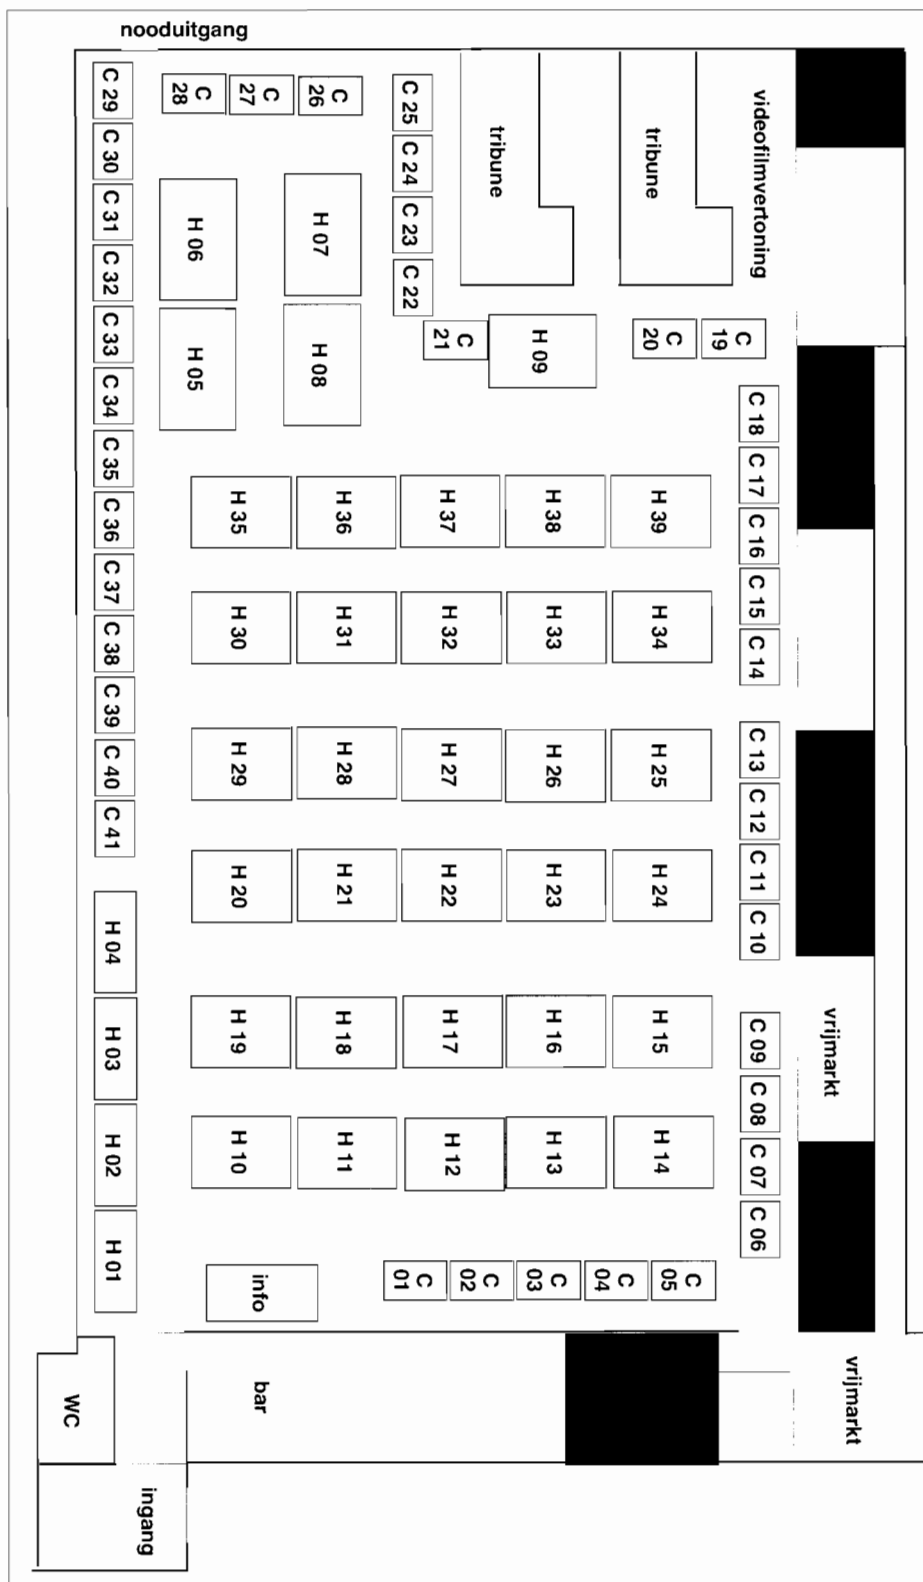 nooduitgang
C 29
C 30
C 31
C 32
C 33
C 34
C 35
C 36
C 37
C 38
C 39
C 40
C 41
H 04
H 03
H 02
H 01
C
28
C
27
C
26
C 25
C 24
C 23
C 22
C
21
tribune
tribune
videofilmvertoning
H 06
H 07
H 05
H 08
H 09
C
20
C
19
C 18
C 17
C 16
C 15
C 14
C 13
C 12
C 11
C 10
C 09
C 08
C 07
C 06
H 35
H 36
H 37
H 38
H 39
H 30
H 31
H 32
H 33
H 34
H 29
H 28
H 27
H 26
H 25
H 20
H 21
H 22
H 23
H 24
H 19
H 18
H 17
H 16
H 15
H 10
H 11
H 12
H 13
H 14
vrijmarkt
info
C
01
C
02
C
03
C
04
C
05
WC
bar
vrijmarkt
ingang